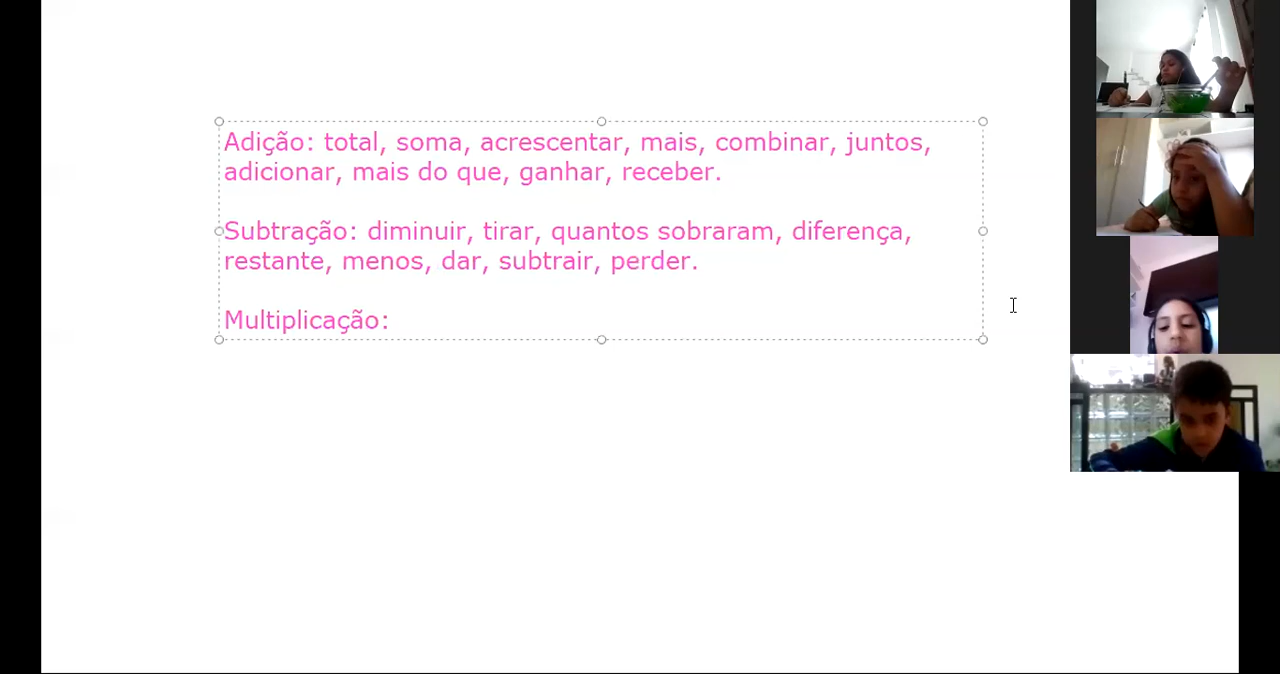 Adição: total, soma, acrescentar, mais, combinar, juntos,
adicionar, mais do que, ganhar, receber.
Subtração: diminuir, tirar, quantos sobraram, diferença,
restante, menos, dar, subtrair, perder.
Multiplicação: